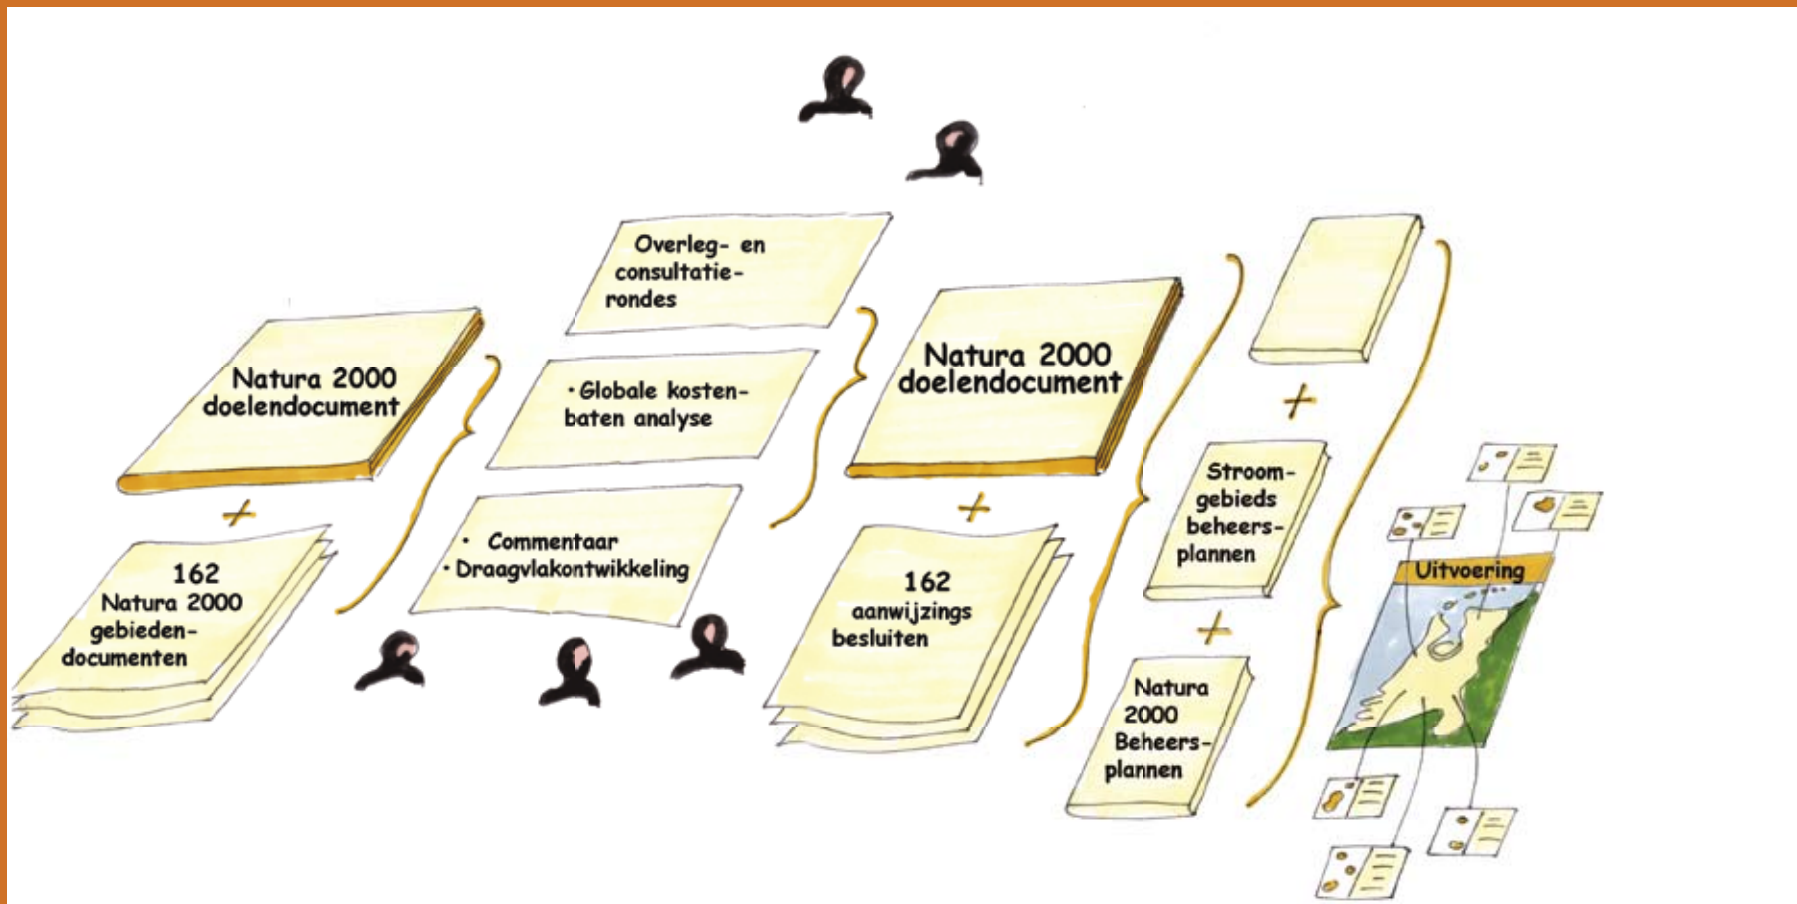 Natura 2000
doelendocument
162
Natura 2000
gebieden-
documenten
Overleg- en
consultatie-
rondes
• Globale kosten-
baten analyse
• Commentaar
• Draagvlakontwikkeling
Natura 2000
doelendocument
162
aanwijzings
besluiten
Stroom-
gebieds
beheers-
plannen
Natura
2000
Beheers-
plannen
Uitvoering